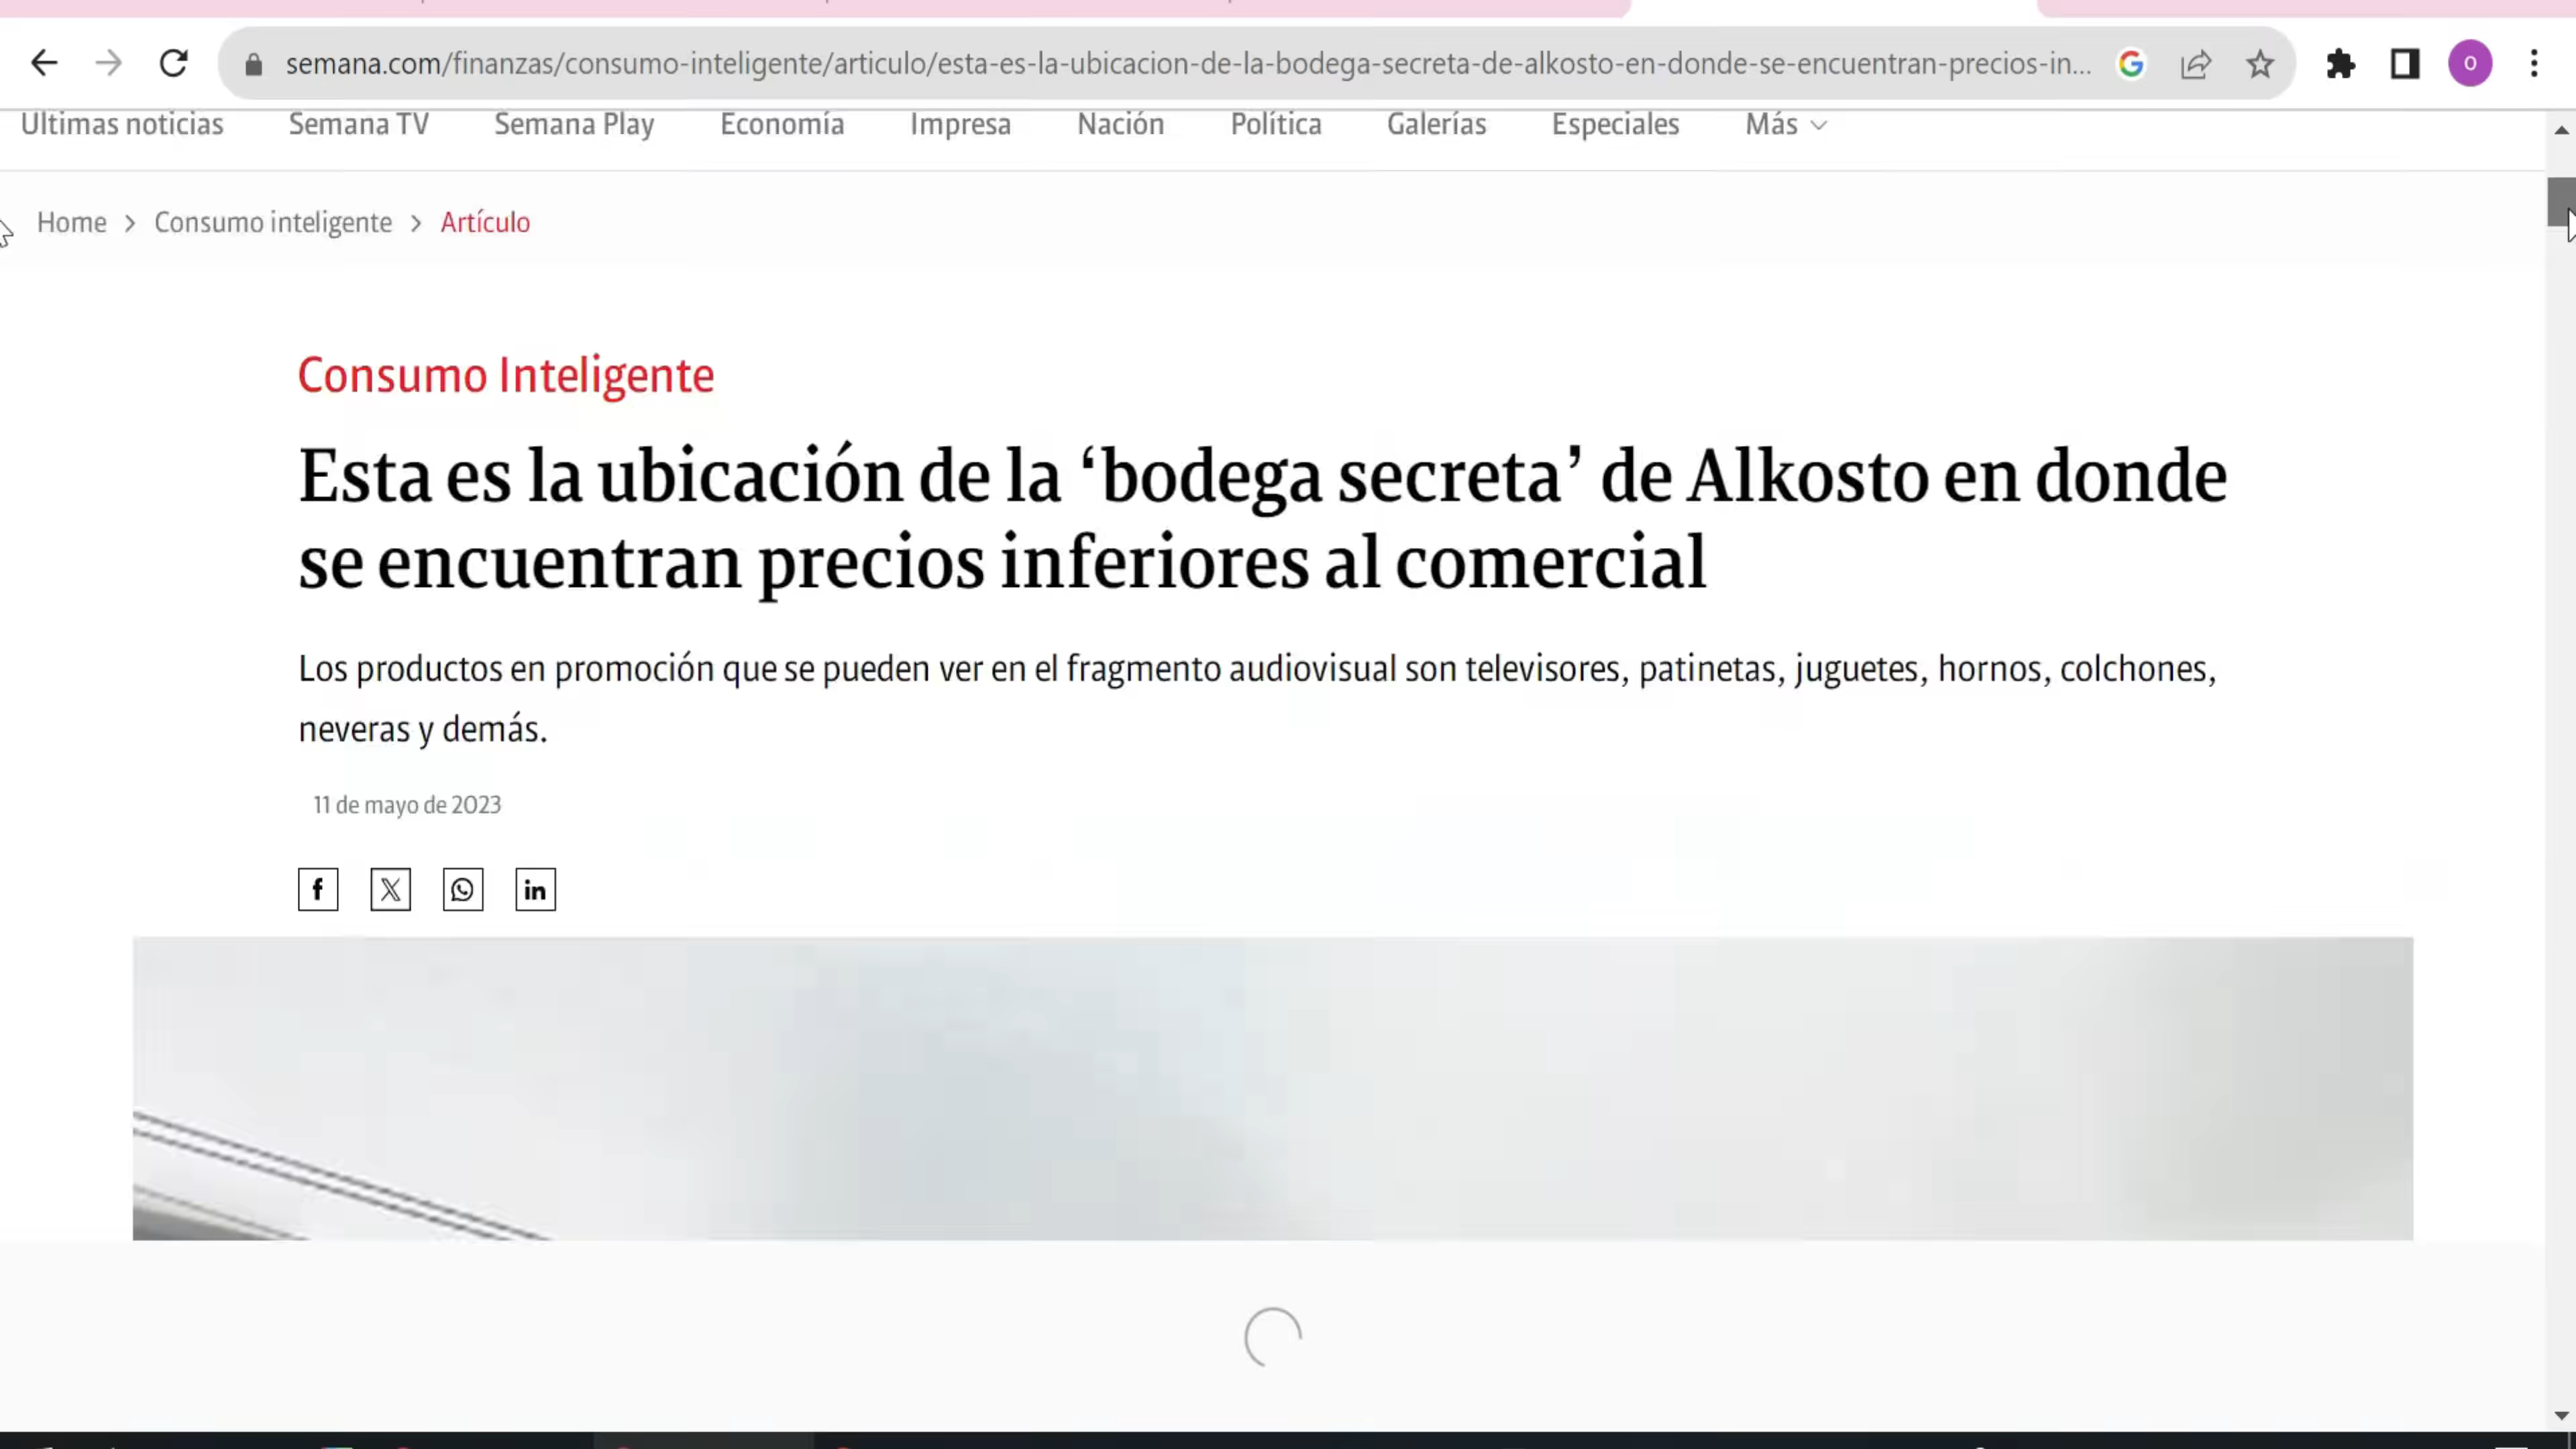 semana.com/finanzas/consumo-inteligente/articulo/esta-es-la-ubicacion-de-la-bodega-secreta-de-alkosto-en-donde-se-encuentran-precios-in...
O
Últimas noticias Semana TV Semana Play Economía Impresa Nación Política Galerías Especiales Más
Home > Consumo inteligente > Artículo
Consumo Inteligente
Esta es la ubicación de la ‘bodega secreta’ de Alkosto en donde
se encuentran precios inferiores al comercial
Los productos en promoción que se pueden ver en el fragmento audiovisual son televisores, patinetas, juguetes, hornos, colchones,
neveras y demás.
11 de mayo de 2023